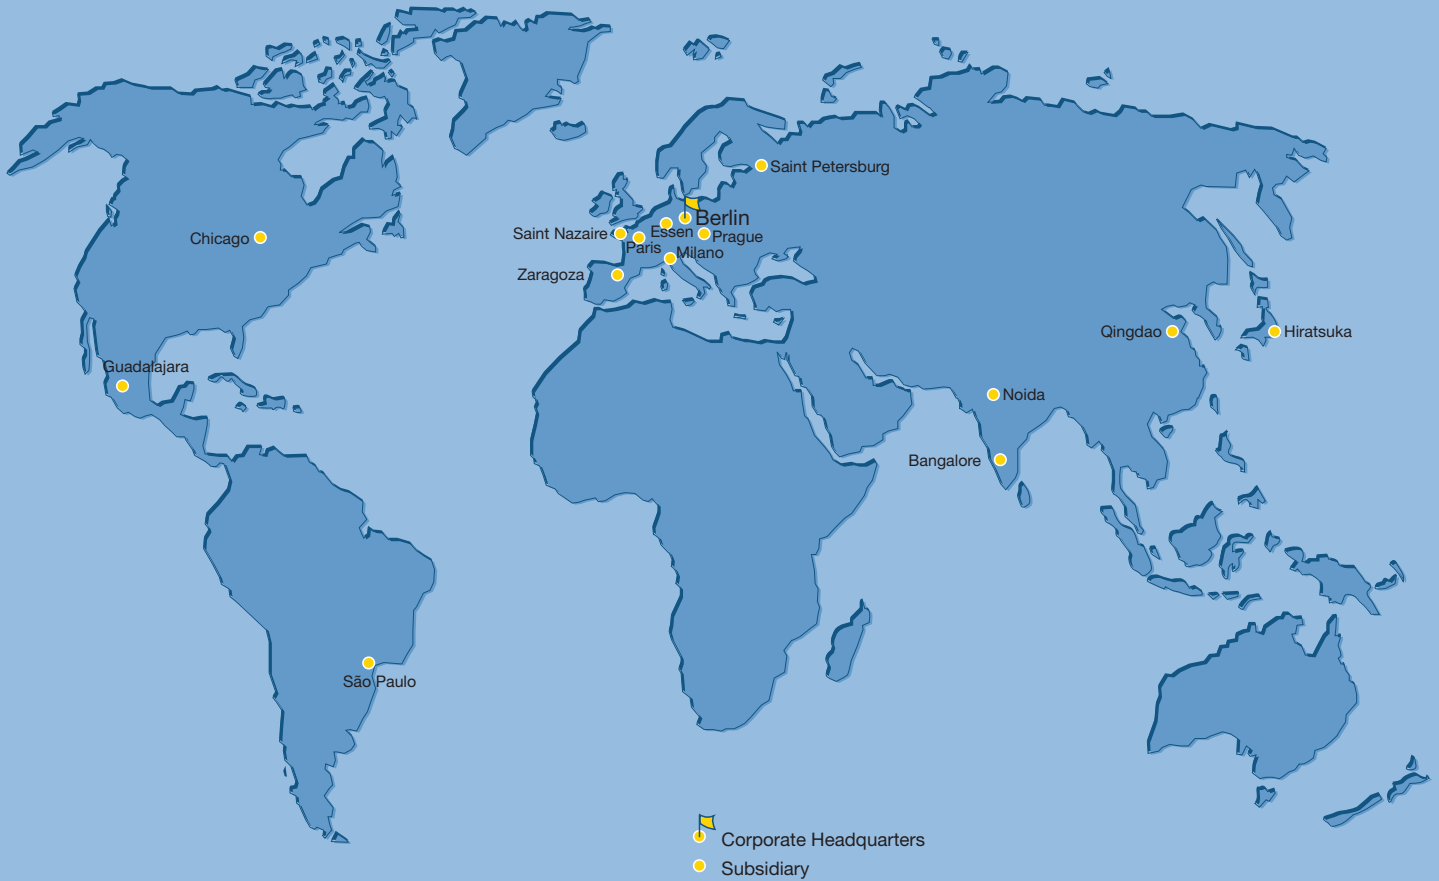 Saint Petersburg
Berlin
Essen
Saint Nazaire
Prague
Chicago
Paris
Milano
Zaragoza
Qingdao
Hiratsuka
Guadalajara
Noida
Bangalore
São Paulo
Corporate Headquarters
Subsidiary